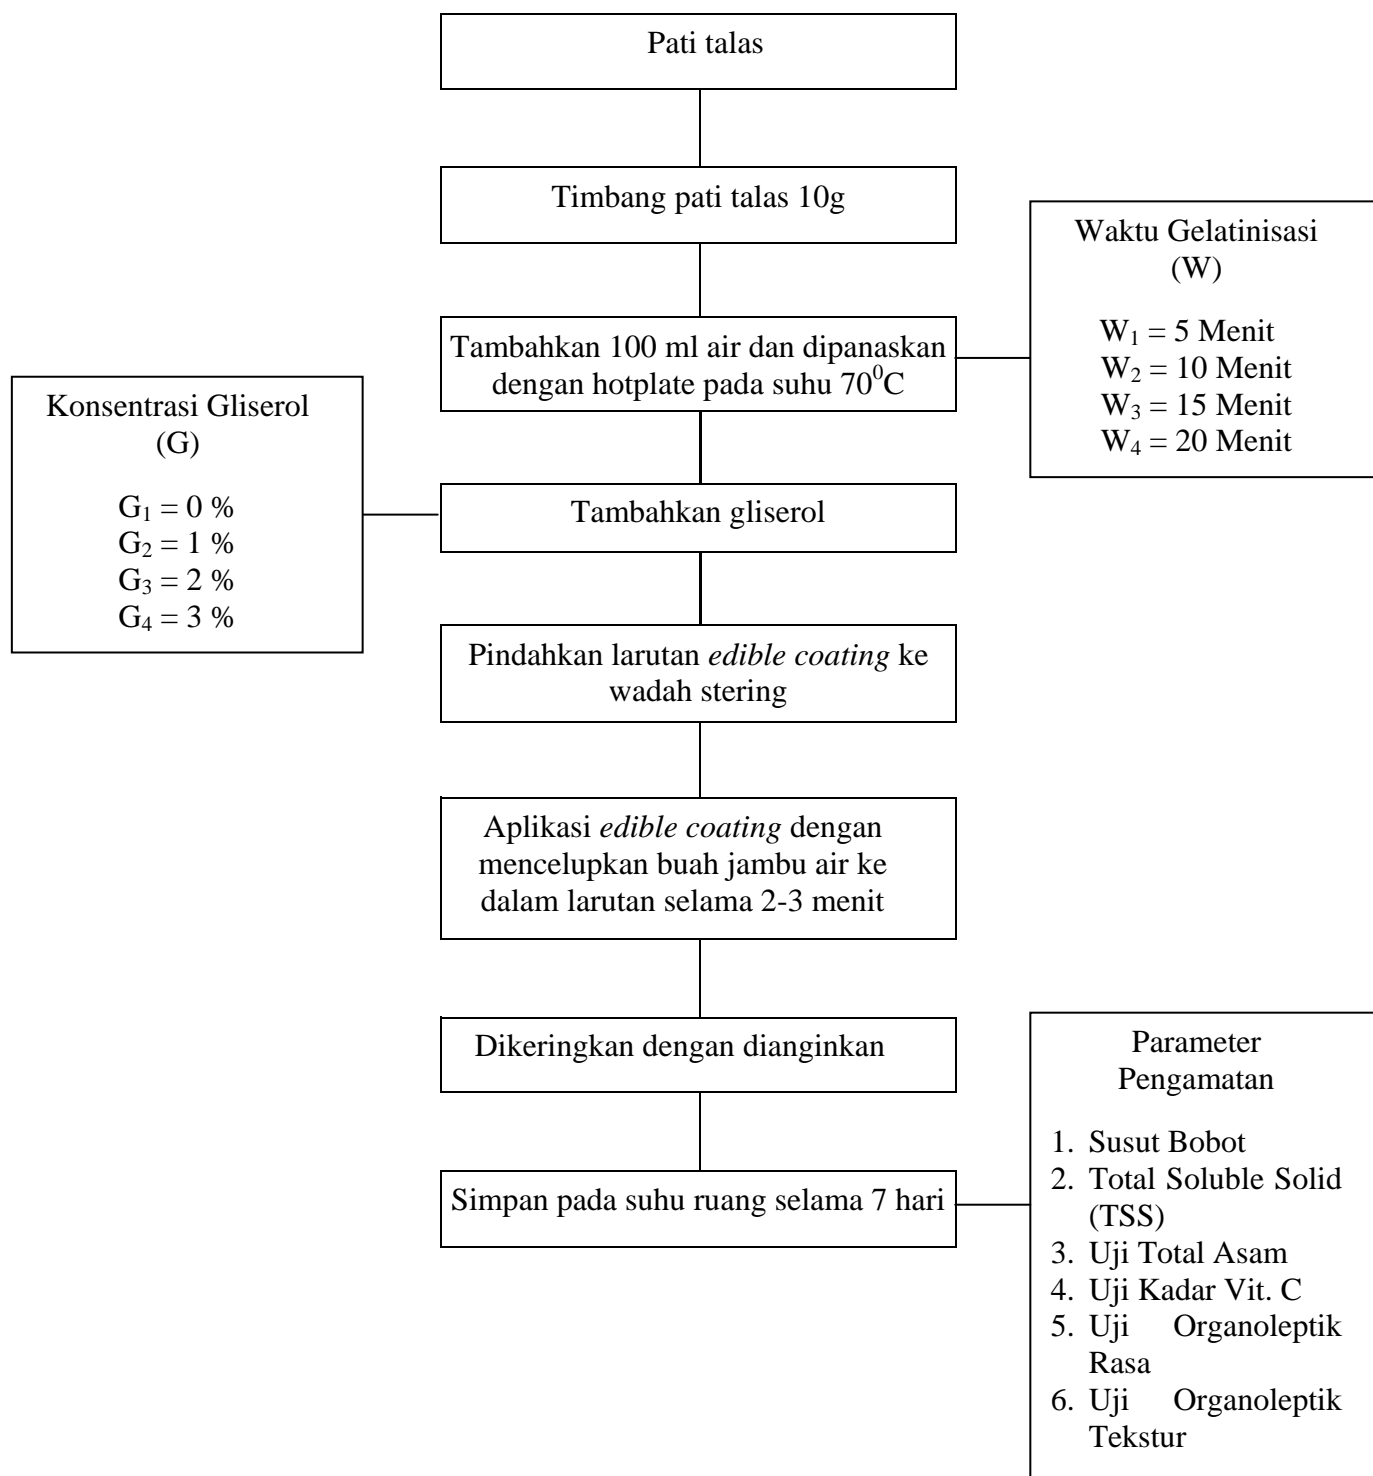 Pati talas
Timbang pati talas 10g
Waktu Gelatinisasi
(W)
W₁ = 5 Menit
W₂ = 10 Menit
W₃ = 15 Menit
W₄ = 20 Menit
Tambahkan 100 ml air dan dipanaskan
dengan hotplate pada suhu 70⁰C
Konsentrasi Gliserol
(G)
G₁ = 0 %
G₂ = 1 %
G₃ = 2 %
G₄ = 3 %
Tambahkan gliserol
Pindahkan larutan edible coating ke
wadah stering
Aplikasi edible coating dengan
mencelupkan buah jambu air ke
dalam larutan selama 2-3 menit
Dikeringkan dengan dianginkan
Simpan pada suhu ruang selama 7 hari
Parameter
Pengamatan
1. Susut Bobot
2. Total Soluble Solid
(TSS)
3. Uji Total Asam
4. Uji Kadar Vit. C
5. Uji Organoleptik
Rasa
6. Uji Organoleptik
Tekstur